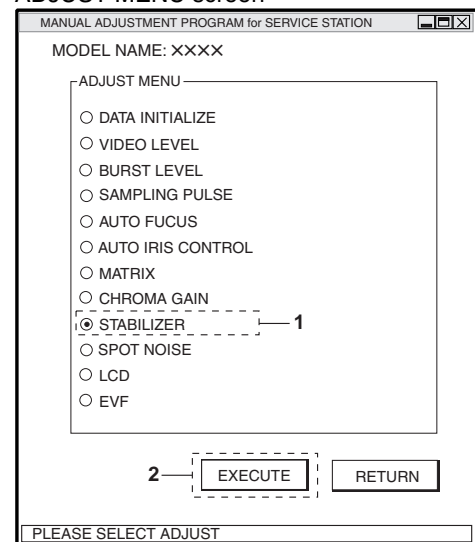 ADJUST MENU screen
MANUAL ADJUSTMENT PROGRAM for SERVICE STATION
MODEL NAME: XXXX
ADJUST MENU
DATA INITIALIZE
VIDEO LEVEL
BURST LEVEL
SAMPLING PULSE
AUTO FUCUS
AUTO IRIS CONTROL
MATRIX
CHROMA GAIN
STABILIZER 1
SPOT NOISE
LCD
EVF
2 EXECUTE RETURN
PLEASE SELECT ADJUST